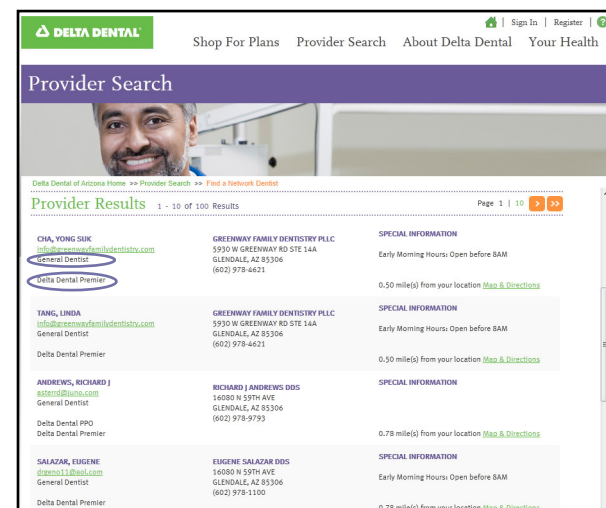 Sign In | Register | ?
DELTA DENTAL®
Shop For Plans Provider Search About Delta Dental Your Health
Provider Search
Delta Dental of Arizona Home >> Provider Search >> Find a Network Dentist
Provider Results 1 - 10 of 100 Results
Page 1 | 10 > >>
CHA, YONG SUK
info@greenwayfamilydentistry.com
General Dentist
Delta Dental Premier
GREENWAY FAMILY DENTISTRY PLLC
5930 W GREENWAY RD STE 14A
GLENDALE, AZ 85306
(602) 978-4621
SPECIAL INFORMATION
Early Morning Hours: Open before 8AM
0.50 mile(s) from your location Map & Directions
TANG, LINDA
info@greenwayfamilydentistry.com
General Dentist
Delta Dental Premier
GREENWAY FAMILY DENTISTRY PLLC
5930 W GREENWAY RD STE 14A
GLENDALE, AZ 85306
(602) 978-4621
SPECIAL INFORMATION
Early Morning Hours: Open before 8AM
0.50 mile(s) from your location Map & Directions
ANDREWS, RICHARD J
asterrd@juno.com
General Dentist
Delta Dental PPO
Delta Dental Premier
RICHARD J ANDREWS DDS
16080 N 59TH AVE
GLENDALE, AZ 85306
(602) 978-9793
SPECIAL INFORMATION
0.78 mile(s) from your location Map & Directions
SALAZAR, EUGENE
drgeno11@aol.com
General Dentist
Delta Dental Premier
EUGENE SALAZAR DDS
16080 N 59TH AVE
GLENDALE, AZ 85306
(602) 978-1100
SPECIAL INFORMATION
Early Morning Hours: Open before 8AM
0.78 mile(s) from your location Map & Directions